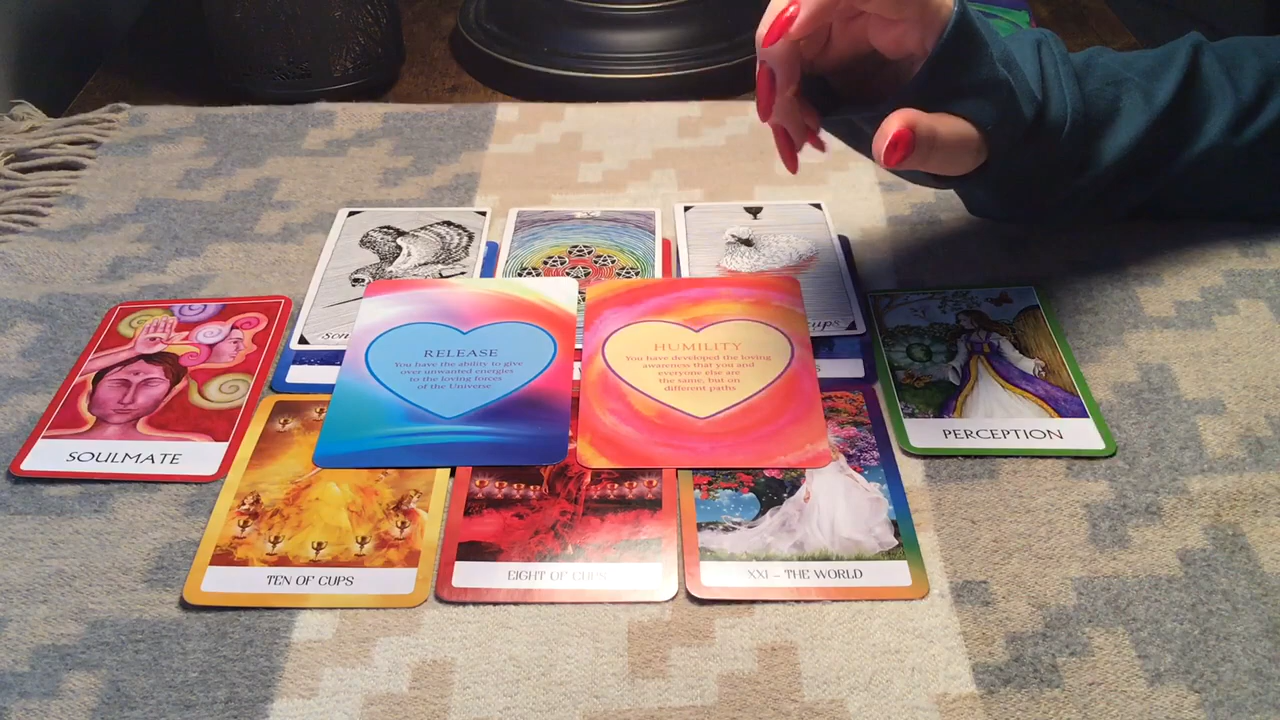 RELEASE
You have the ability to give
over unwanted energies
to the loving forces
of the Universe
HUMILITY
You have developed the loving
awareness that you and
everyone else are
the same, but on
different paths
SOULMATE
PERCEPTION
TEN OF CUPS
EIGHT OF CUPS
XXI – THE WORLD
Son
cups